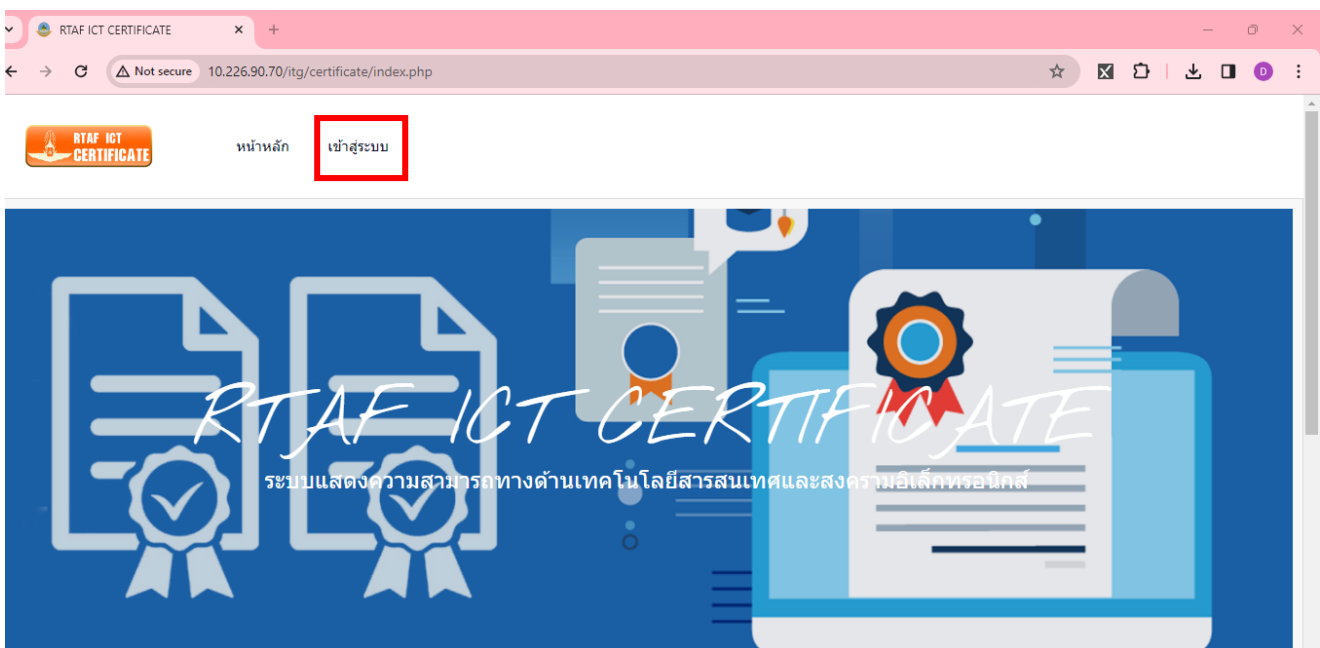 RTAF ICT CERTIFICATE
Not secure 10.226.90.70/itg/certificate/index.php
D
RTAF ICT
CERTIFICATE
หน้าหลัก เข้าสู่ระบบ
RTAF ICT CERTIFICATE
ระบบแสดงความสามารถทางด้านเทคโนโลยีสารสนเทศและสงครามอิเล็กทรอนิกส์